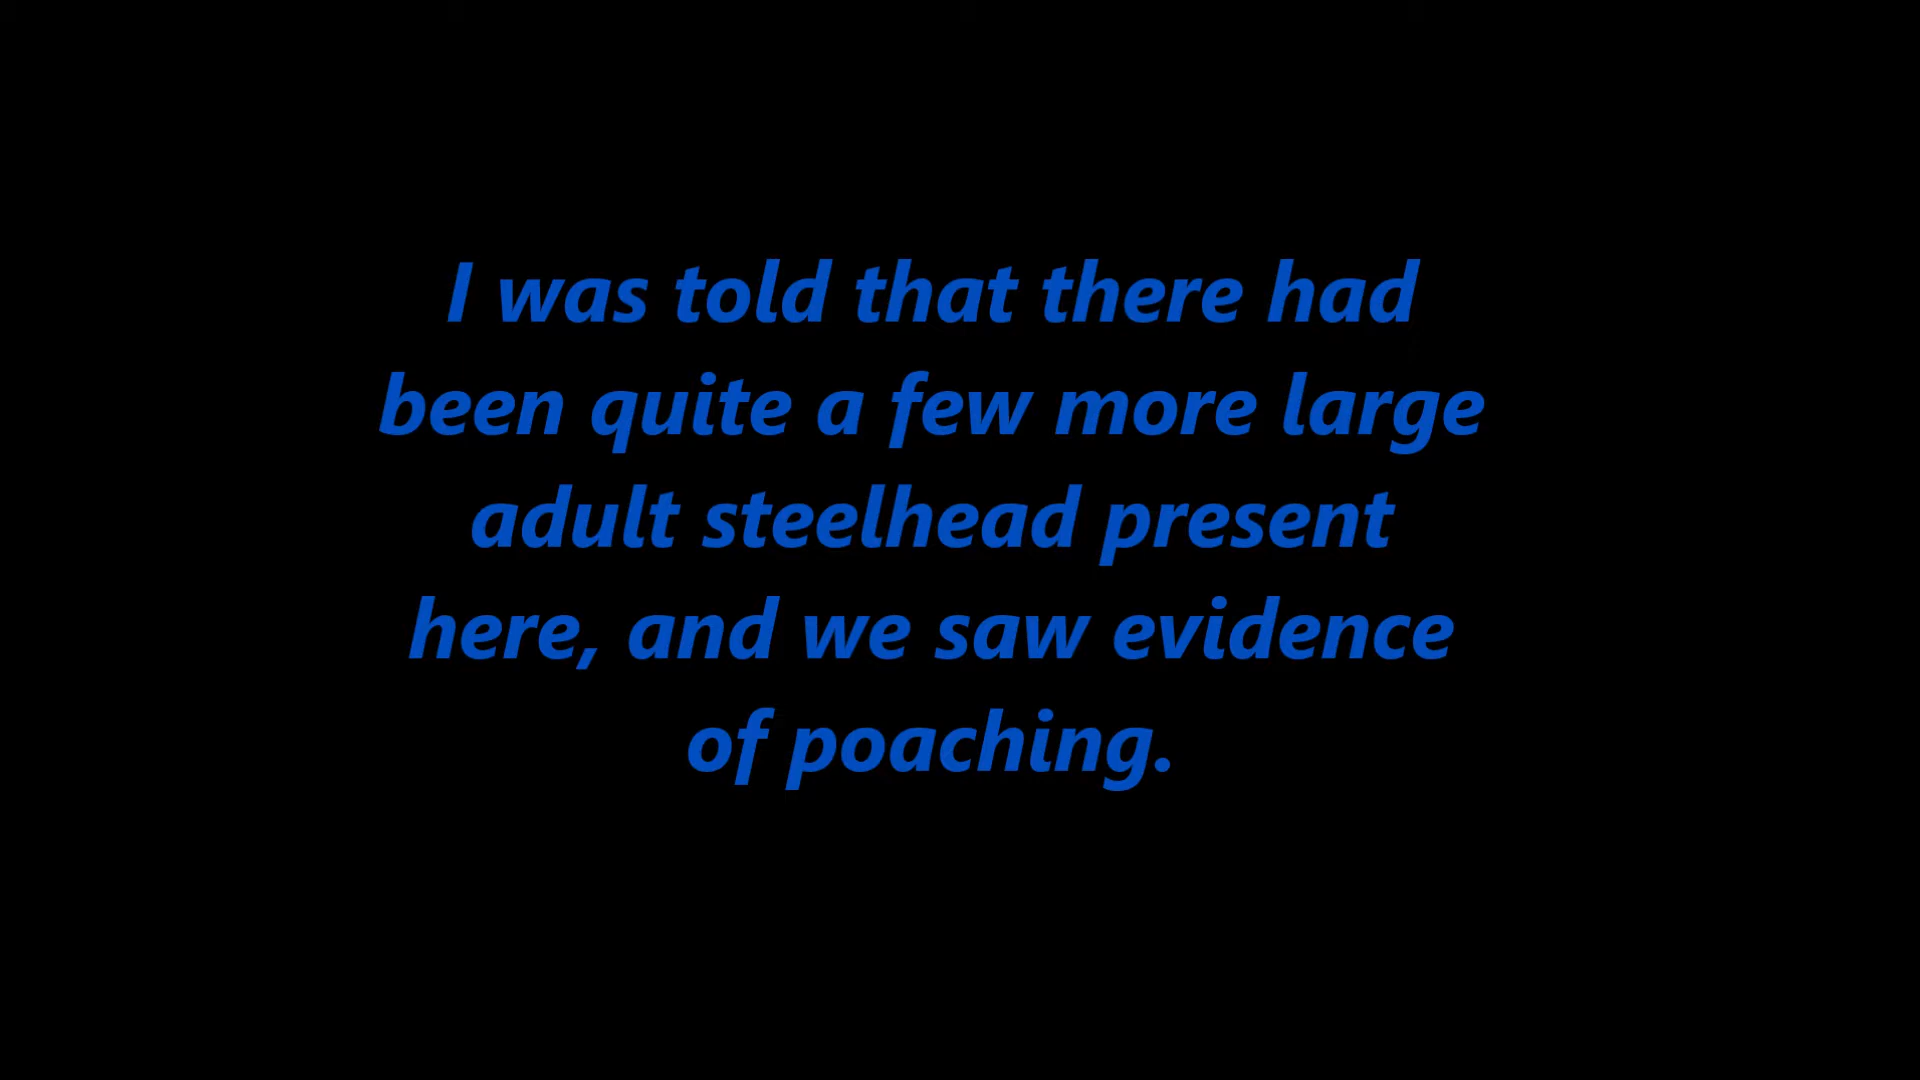 I was told that there had
been quite a few more large
adult steelhead present
here, and we saw evidence
of poaching.